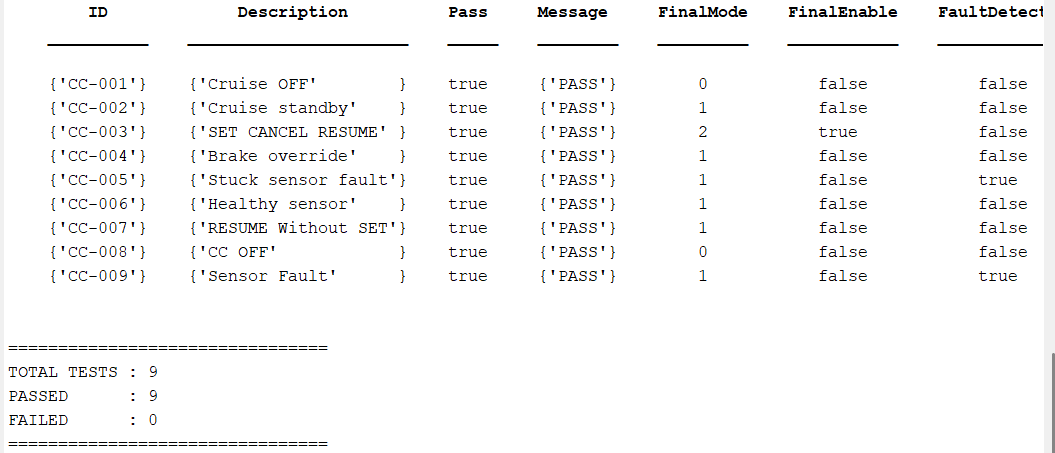 ID Description Pass Message FinalMode FinalEnable FaultDetect
{'CC-001'} {'Cruise OFF' } true {'PASS'} 0 false false
{'CC-002'} {'Cruise standby' } true {'PASS'} 1 false false
{'CC-003'} {'SET CANCEL RESUME' } true {'PASS'} 2 true false
{'CC-004'} {'Brake override' } true {'PASS'} 1 false false
{'CC-005'} {'Stuck sensor fault'} true {'PASS'} 1 false true
{'CC-006'} {'Healthy sensor' } true {'PASS'} 1 false false
{'CC-007'} {'RESUME Without SET'} true {'PASS'} 1 false false
{'CC-008'} {'CC OFF' } true {'PASS'} 0 false false
{'CC-009'} {'Sensor Fault' } true {'PASS'} 1 false true
================================
TOTAL TESTS : 9
PASSED : 9
FAILED : 0
================================